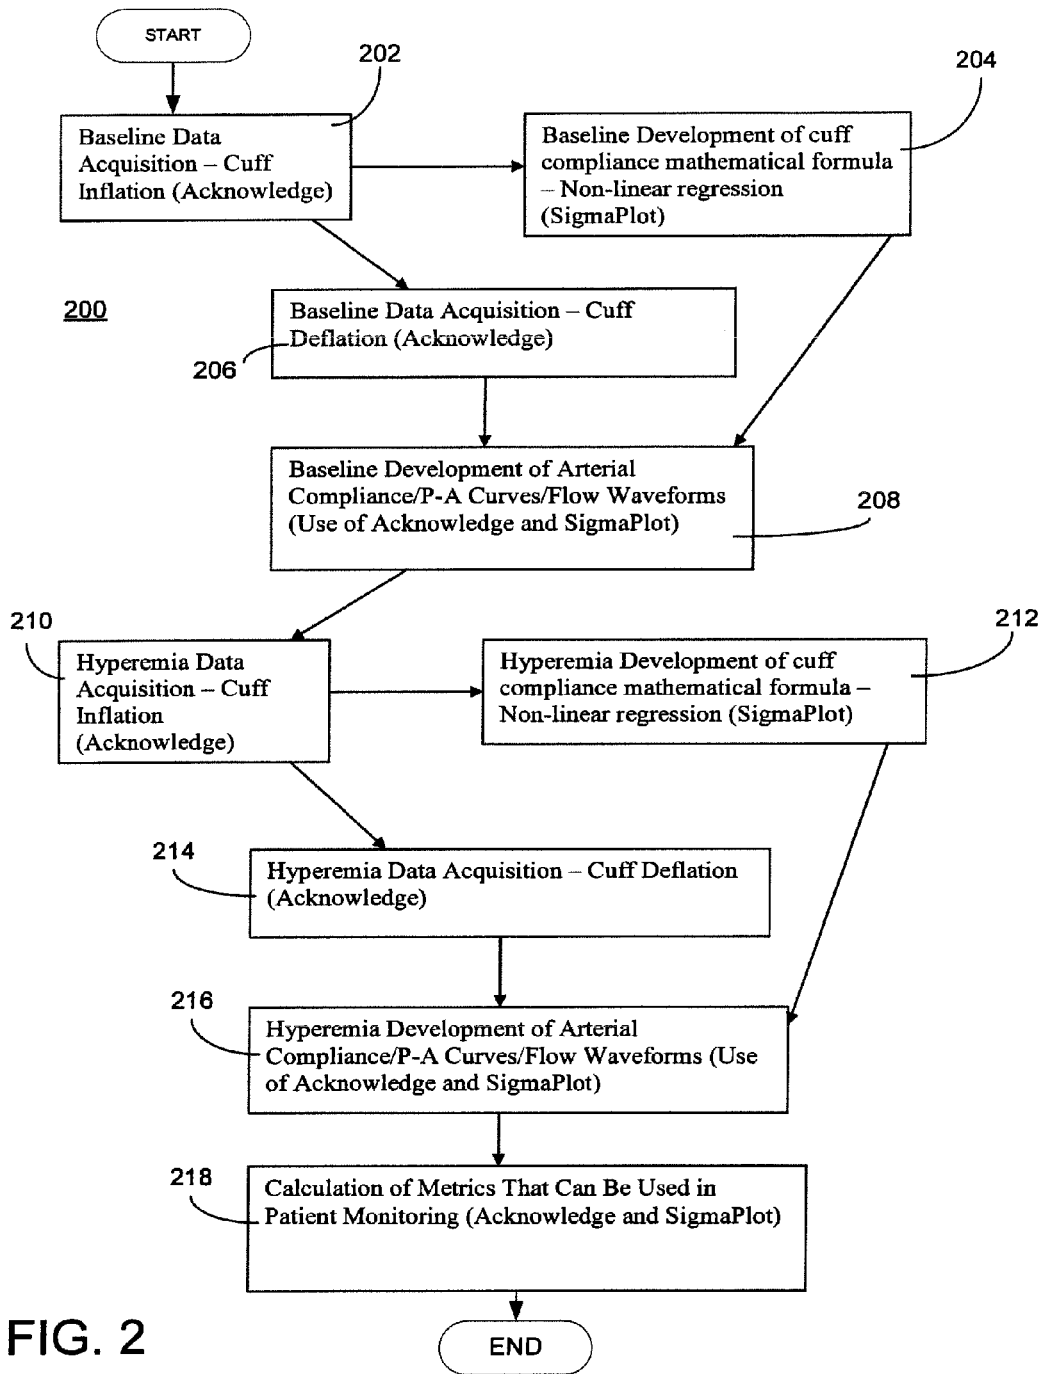 START
202
204
Baseline Data
Acquisition – Cuff
Inflation (Acknowledge)
Baseline Development of cuff
compliance mathematical formula
– Non-linear regression
(SigmaPlot)
200
Baseline Data Acquisition – Cuff
Deflation (Acknowledge)
206
Baseline Development of Arterial
Compliance/P-A Curves/Flow Waveforms
(Use of Acknowledge and SigmaPlot)
208
210
212
Hyperemia Data
Acquisition – Cuff
Inflation
(Acknowledge)
Hyperemia Development of cuff
compliance mathematical formula –
Non-linear regression (SigmaPlot)
214
Hyperemia Data Acquisition – Cuff Deflation
(Acknowledge)
216
Hyperemia Development of Arterial
Compliance/P-A Curves/Flow Waveforms (Use
of Acknowledge and SigmaPlot)
218
Calculation of Metrics That Can Be Used in
Patient Monitoring (Acknowledge and SigmaPlot)
FIG. 2
END